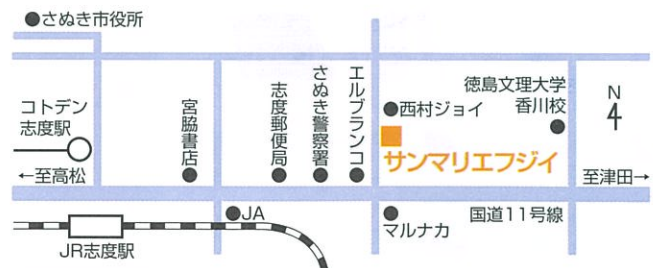 さぬき市役所
コトデン
志度駅
宮脇書店
志度郵便局
さぬき警察署
エルブランコ
西村ジョイ
徳島文理大学
香川校
N
サンマリエフジイ
←至高松
至津田→
JA
マルナカ
国道11号線
JR志度駅